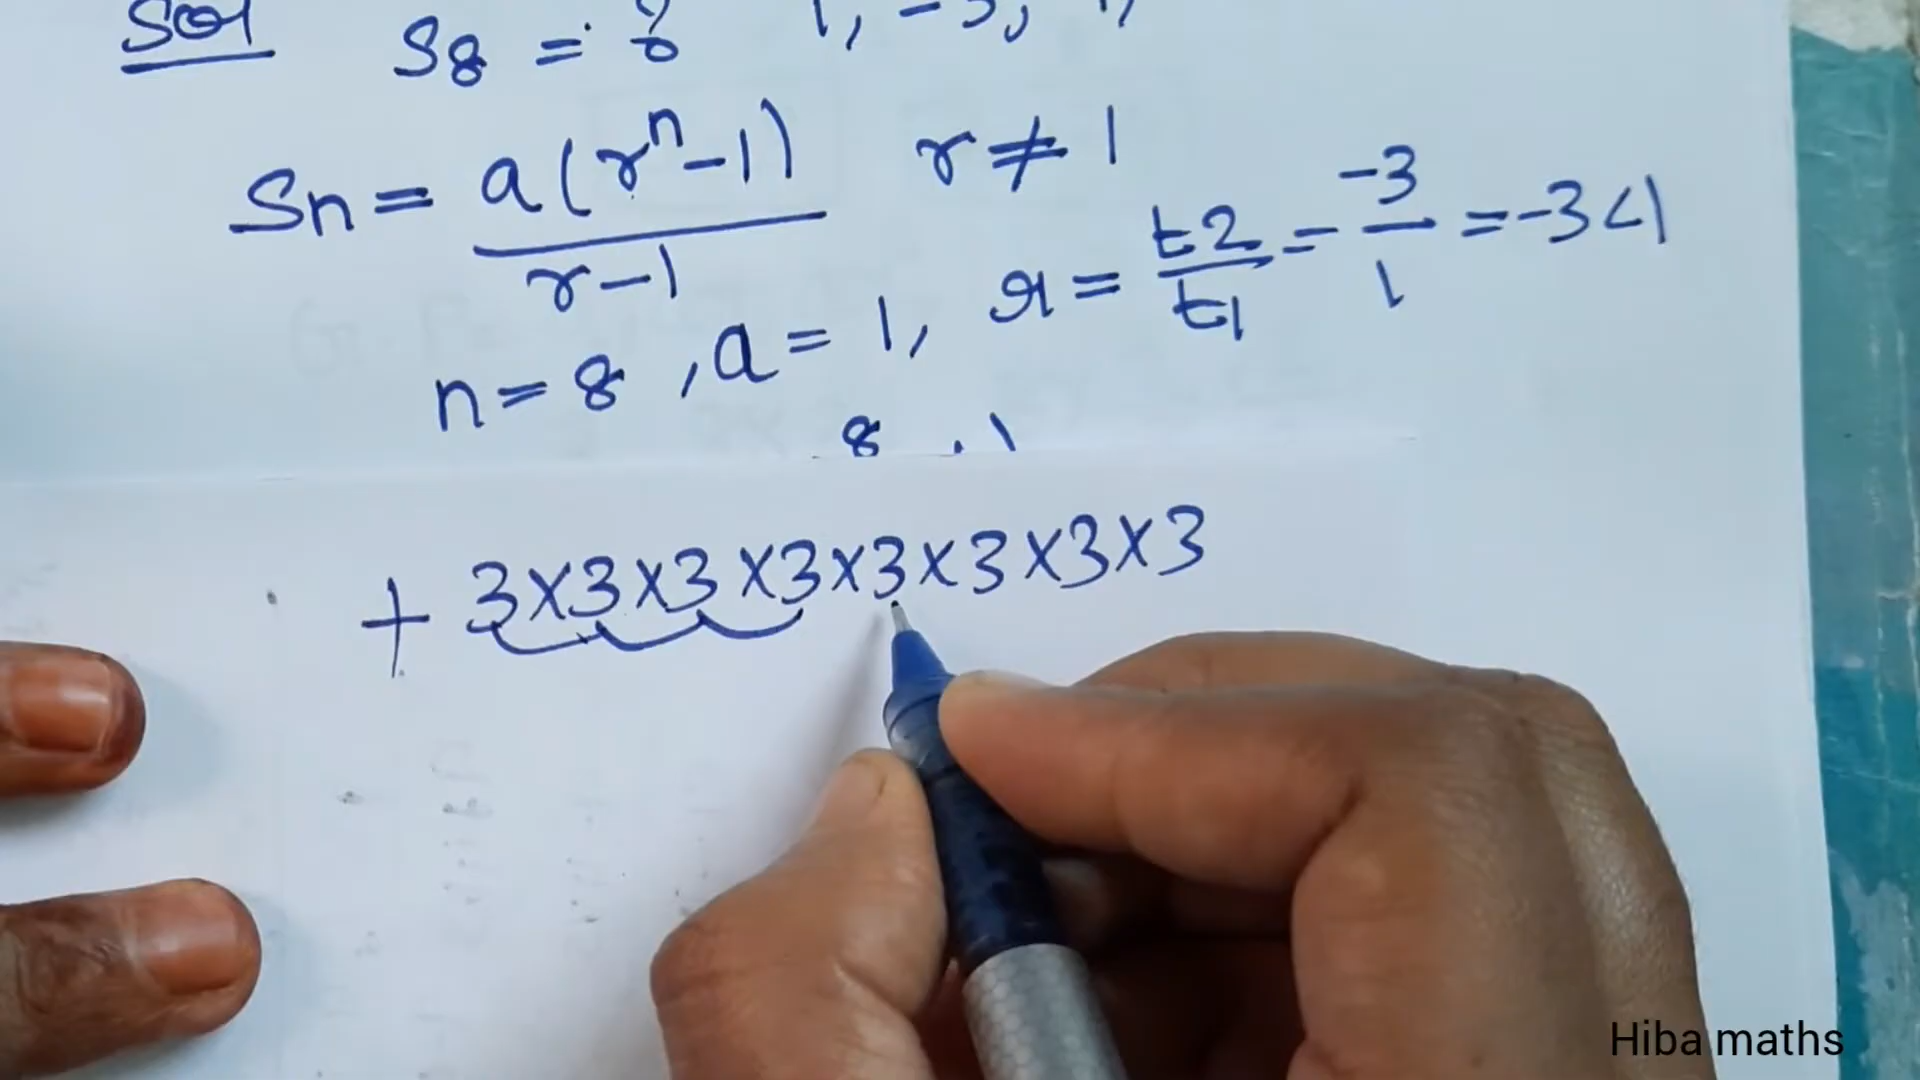 Sol S8 = ? 1, -3,
Sn = a(r^n - 1) / r - 1 r ≠ 1
n = 8, a = 1, r = t2/t1 = -3/1 = -3 < 1
8
+ 3×3×3×3×3×3×3×3
Hiba maths